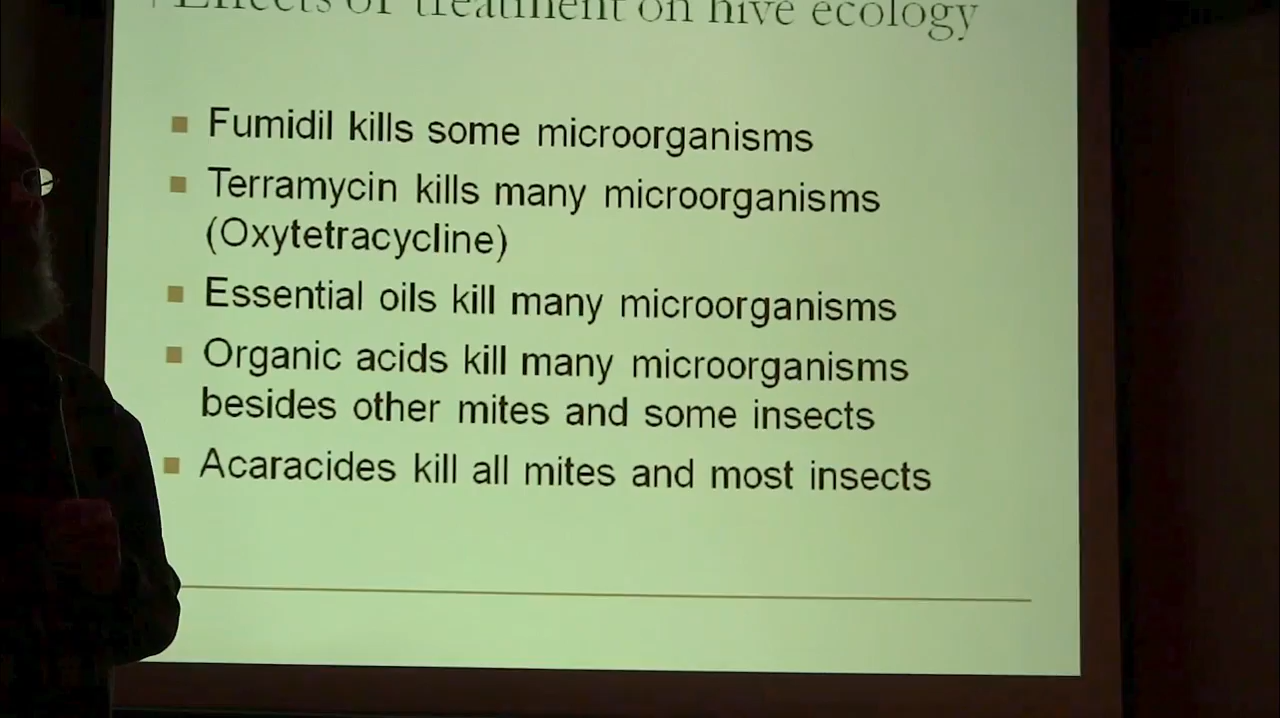 Effects of treatment on hive ecology
Fumidil kills some microorganisms
Terramycin kills many microorganisms
(Oxytetracycline)
Essential oils kill many microorganisms
Organic acids kill many microorganisms
besides other mites and some insects
Acaracides kill all mites and most insects